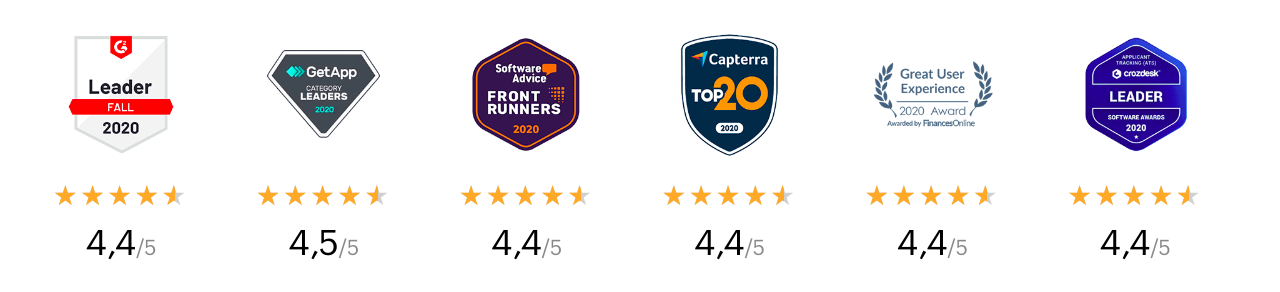 Leader
FALL
2020
GetApp
CATEGORY
LEADERS
2020
Software
Advice
FRONT
RUNNERS
2020
Capterra
TOP20
2020
Great User
Experience
2020 Award
Awarded by FinancesOnline
APPLICANT
TRACKING (ATS)
crozdesk
LEADER
SOFTWARE AWARDS
2020
4,4/5
4,5/5
4,4/5
4,4/5
4,4/5
4,4/5